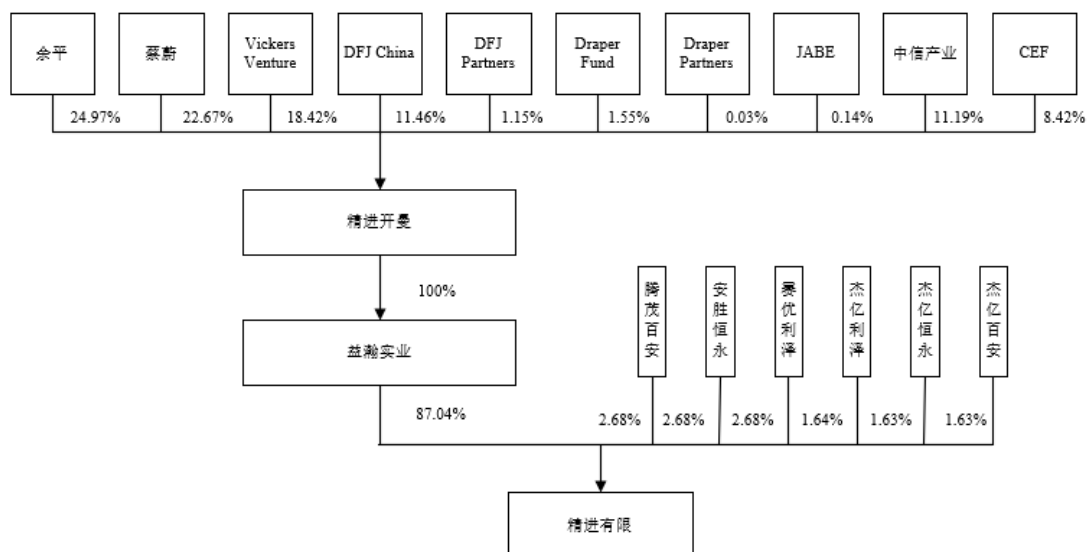 余平
蔡蔚
Vickers
Venture
DFJ China
DFJ
Partners
Draper
Fund
Draper
Partners
JABE
中信产业
CEF
24.97%
22.67%
18.42%
11.46%
1.15%
1.55%
0.03%
0.14%
11.19%
8.42%
精进开曼
100%
腾茂百安
安胜恒永
赛优利泽
杰亿利泽
杰亿恒永
杰亿百安
益瀚实业
87.04%
2.68%
2.68%
2.68%
1.64%
1.63%
1.63%
精进有限